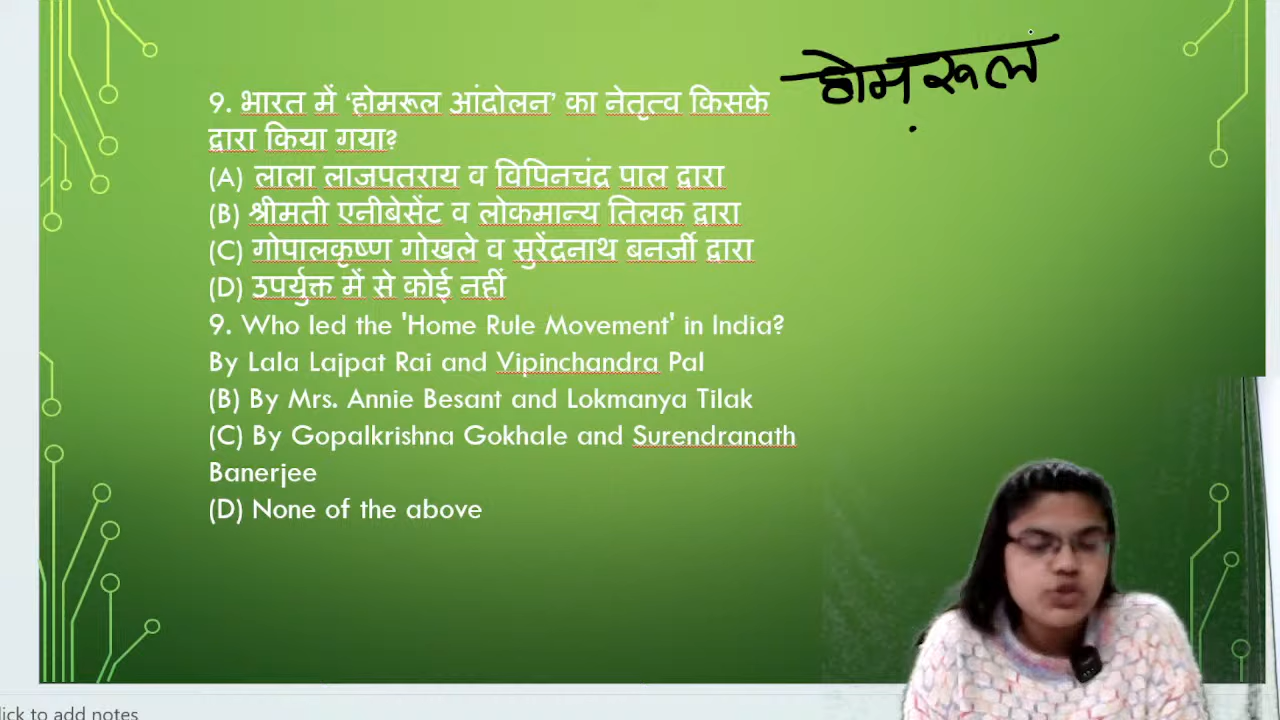 होमरूल
9. भारत में ‘होमरूल आंदोलन’ का नेतृत्व किसके
द्वारा किया गया?
(A) लाला लाजपतराय व विपिनचंद्र पाल द्वारा
(B) श्रीमती एनीबेसेंट व लोकमान्य तिलक द्वारा
(C) गोपालकृष्ण गोखले व सुरेंद्रनाथ बनर्जी द्वारा
(D) उपर्युक्त में से कोई नहीं
9. Who led the 'Home Rule Movement' in India?
By Lala Lajpat Rai and Vipinchandra Pal
(B) By Mrs. Annie Besant and Lokmanya Tilak
(C) By Gopalkrishna Gokhale and Surendranath
Banerjee
(D) None of the above
lick to add notes